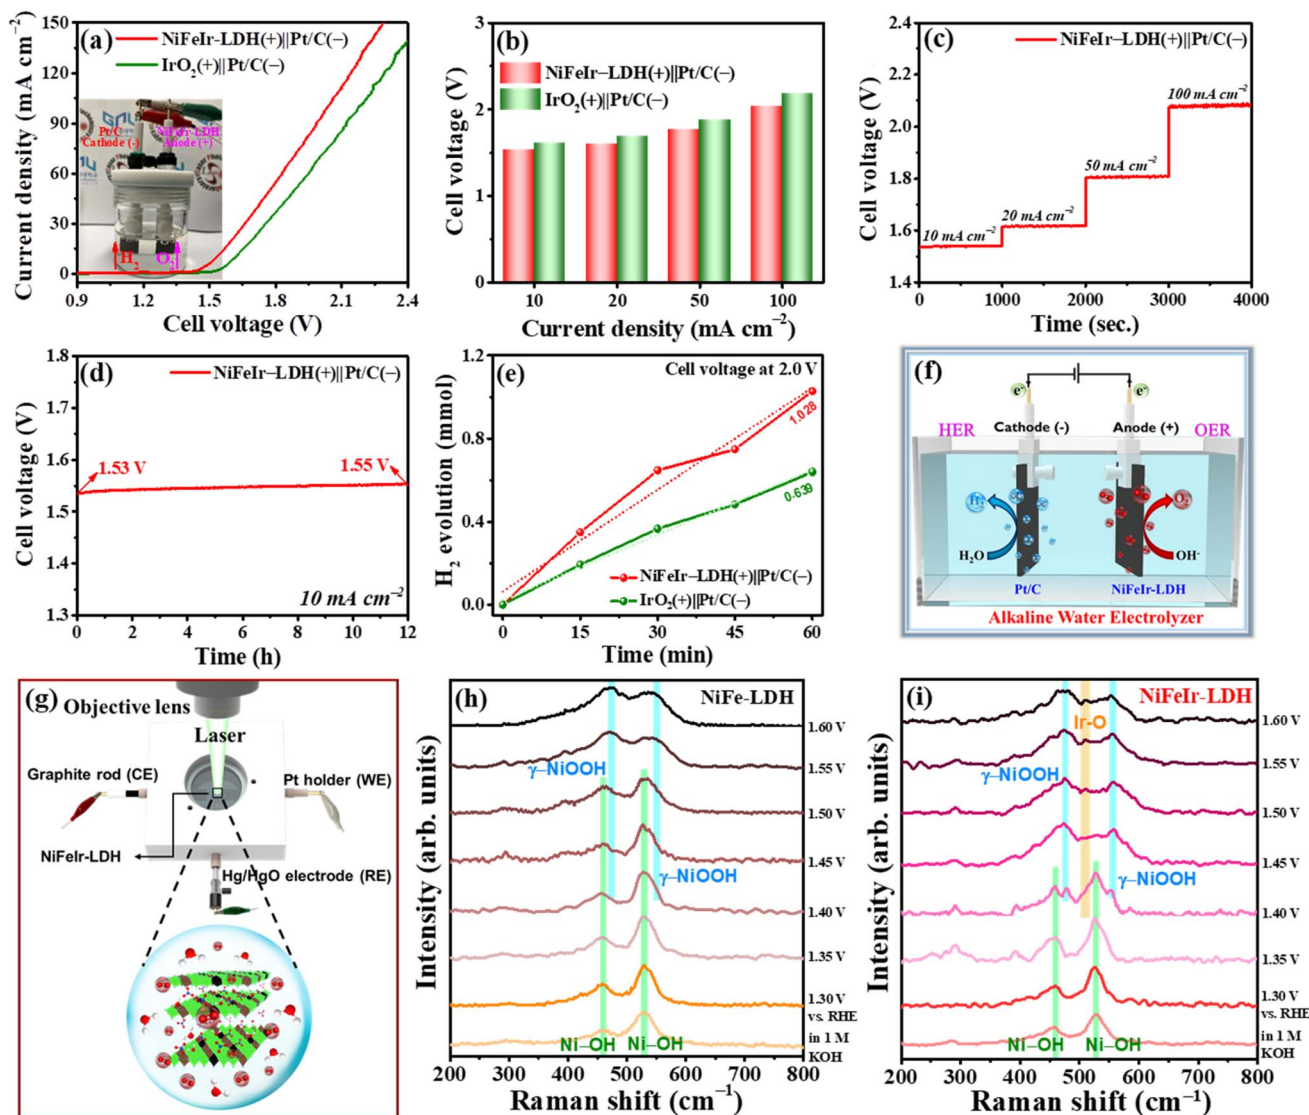 (a)
NiFeIr-LDH(+)||Pt/C(−)
IrO₂(+)||Pt/C(−)
Current density (mA cm⁻²)
150
120
90
60
30
0
Pt/C
Cathode (-)
NiFeIr-LDH
Anode (+)
H₂
O₂
0.9 1.2 1.5 1.8 2.1 2.4
Cell voltage (V)
(b)
NiFeIr–LDH(+)||Pt/C(−)
IrO₂(+)||Pt/C(−)
Cell voltage (V)
3
2
1
0
10 20 50 100
Current density (mA cm⁻²)
(c)
NiFeIr–LDH(+)||Pt/C(−)
Cell voltage (V)
2.4
2.2
2.0
1.8
1.6
1.4
100 mA cm⁻²
50 mA cm⁻²
20 mA cm⁻²
10 mA cm⁻²
0 1000 2000 3000 4000
Time (sec.)
(d)
NiFeIr–LDH(+)||Pt/C(−)
Cell voltage (V)
1.8
1.7
1.6
1.5
1.4
1.3
1.53 V
1.55 V
10 mA cm⁻²
0 2 4 6 8 10 12
Time (h)
(e)
Cell voltage at 2.0 V
H₂ evolution (mmol)
1.2
0.8
0.4
0.0
1.028
0.639
NiFeIr–LDH(+)||Pt/C(−)
IrO₂(+)||Pt/C(−)
0 15 30 45 60
Time (min)
(f)
e⁻
e⁻
HER
Cathode (-)
Anode (+)
OER
H₂
O₂
H₂O
OH⁻
Pt/C
NiFeIr-LDH
Alkaline Water Electrolyzer
(g)
Objective lens
Laser
Graphite rod (CE)
Pt holder (WE)
NiFeIr-LDH
Hg/HgO electrode (RE)
(h)
NiFe-LDH
Intensity (arb. units)
γ–NiOOH
γ–NiOOH
1.60 V
1.55 V
1.50 V
1.45 V
1.40 V
1.35 V
1.30 V
vs. RHE
in 1 M
KOH
Ni–OH
Ni–OH
200 300 400 500 600 700 800
Raman shift (cm⁻¹)
(i)
NiFeIr-LDH
Intensity (arb. units)
Ir-O
γ–NiOOH
γ–NiOOH
1.60 V
1.55 V
1.50 V
1.45 V
1.40 V
1.35 V
1.30 V
vs. RHE
in 1 M
KOH
Ni–OH
Ni–OH
200 300 400 500 600 700 800
Raman shift (cm⁻¹)